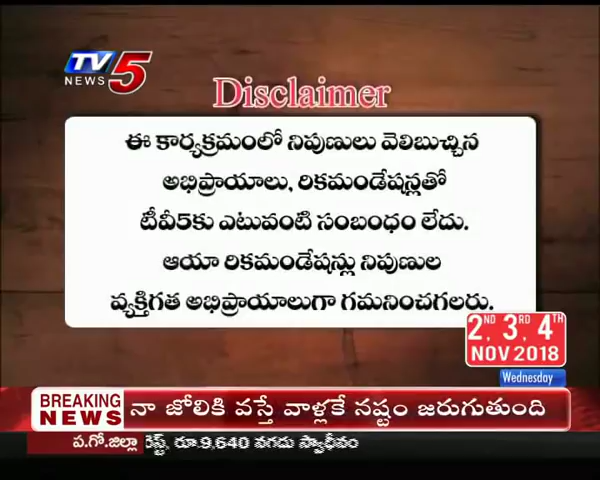 TV5
NEWS
Disclaimer
ఈ కార్యక్రమంలో నిపుణులు వెలిబుచ్చిన
అభిప్రాయాలు, రికమండేషన్లతో
టీవీ5కు ఎటువంటి సంబంధం లేదు.
ఆయా రికమండేషన్లు నిపుణుల
వ్యక్తిగత అభిప్రాయాలుగా గమనించగలరు.
2ND, 3RD, 4TH
NOV 2018
Wednesday
BREAKING
NEWS
నా జోలికి వస్తే వాళ్లకే నష్టం జరుగుతుంది
ప.గో.జిల్లా రూ.9,640 నగదు స్వాధీనం